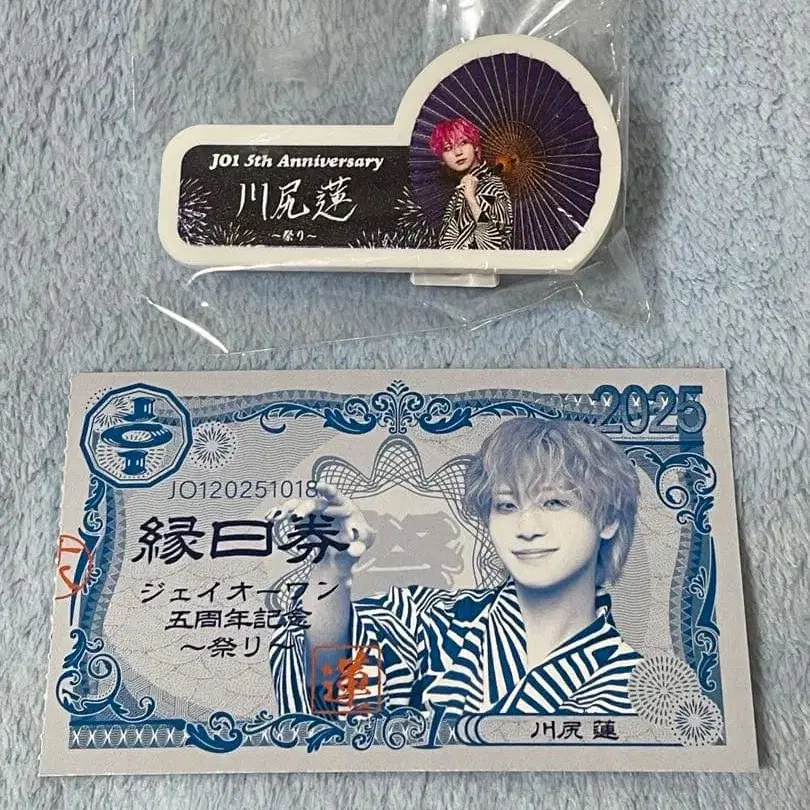 JO1 5th Anniversary
川尻蓮
～祭り～
2025
JO120251018
縁日券
ジェイオーワン
五周年記念
～祭り～
蓮
川尻 蓮